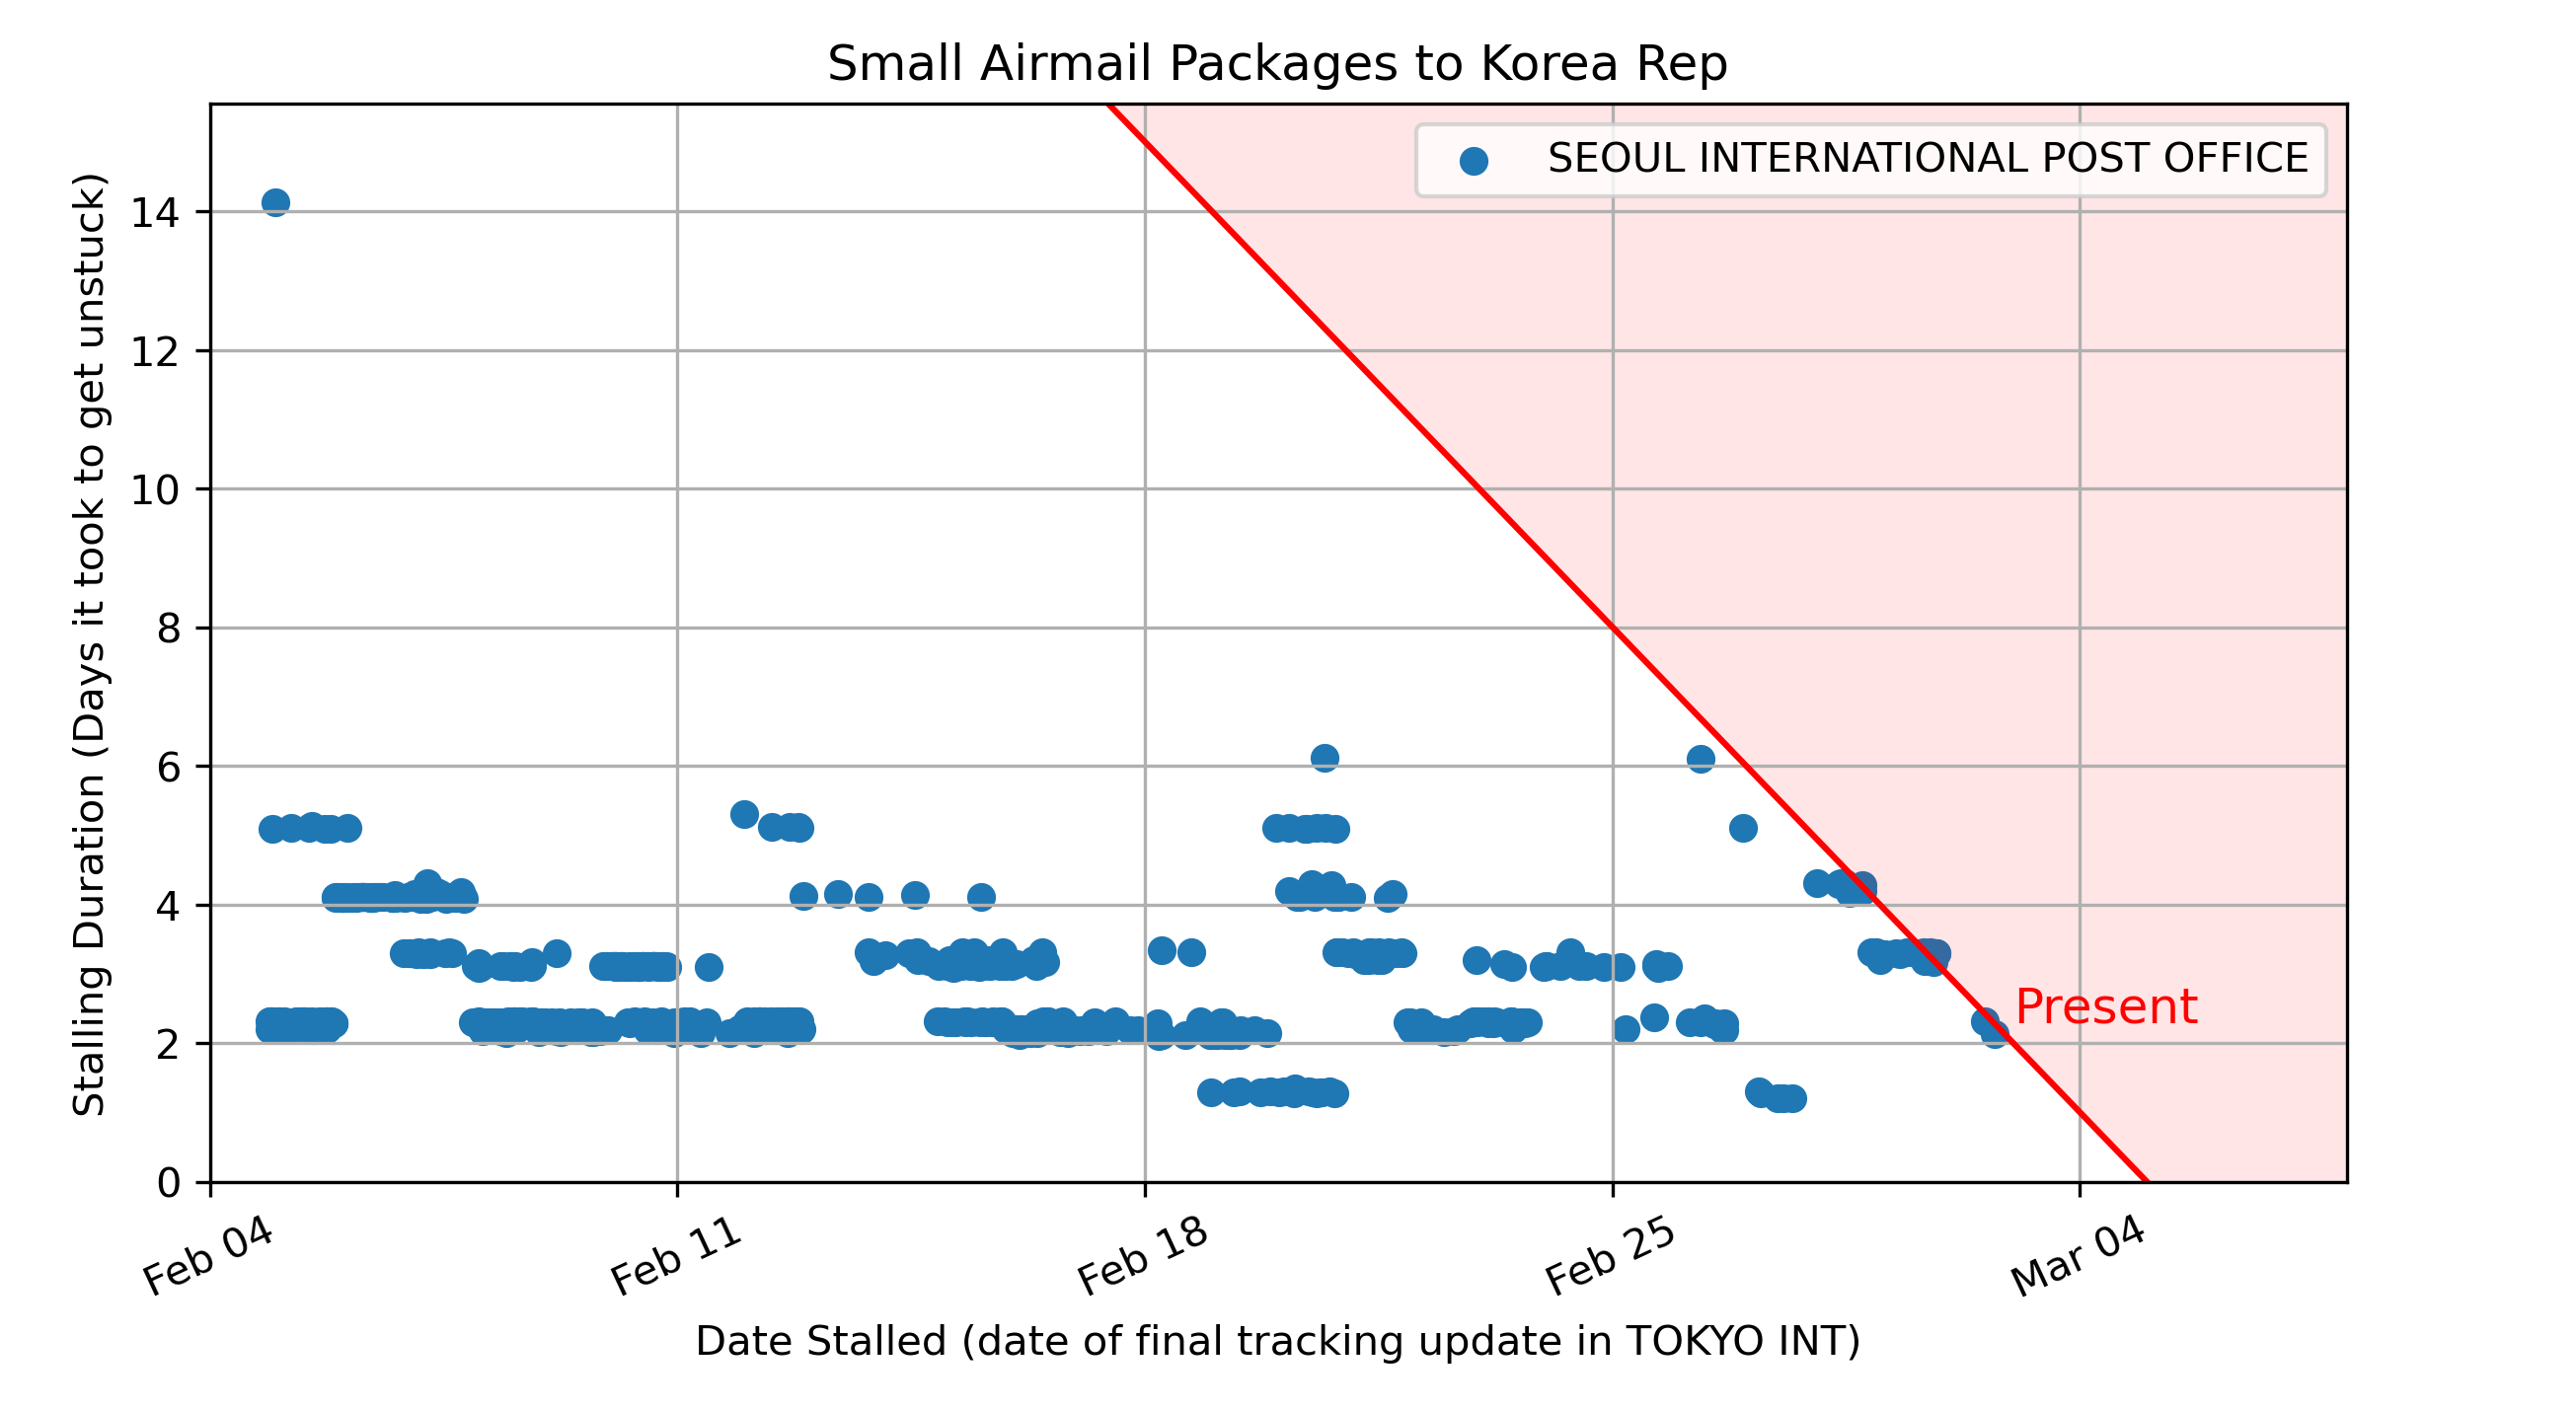 Small Airmail Packages to Korea Rep
SEOUL INTERNATIONAL POST OFFICE
Stalling Duration (Days it took to get unstuck)
14
12
10
8
6
4
2
0
Present
Feb 04
Feb 11
Feb 18
Feb 25
Mar 04
Date Stalled (date of final tracking update in TOKYO INT)